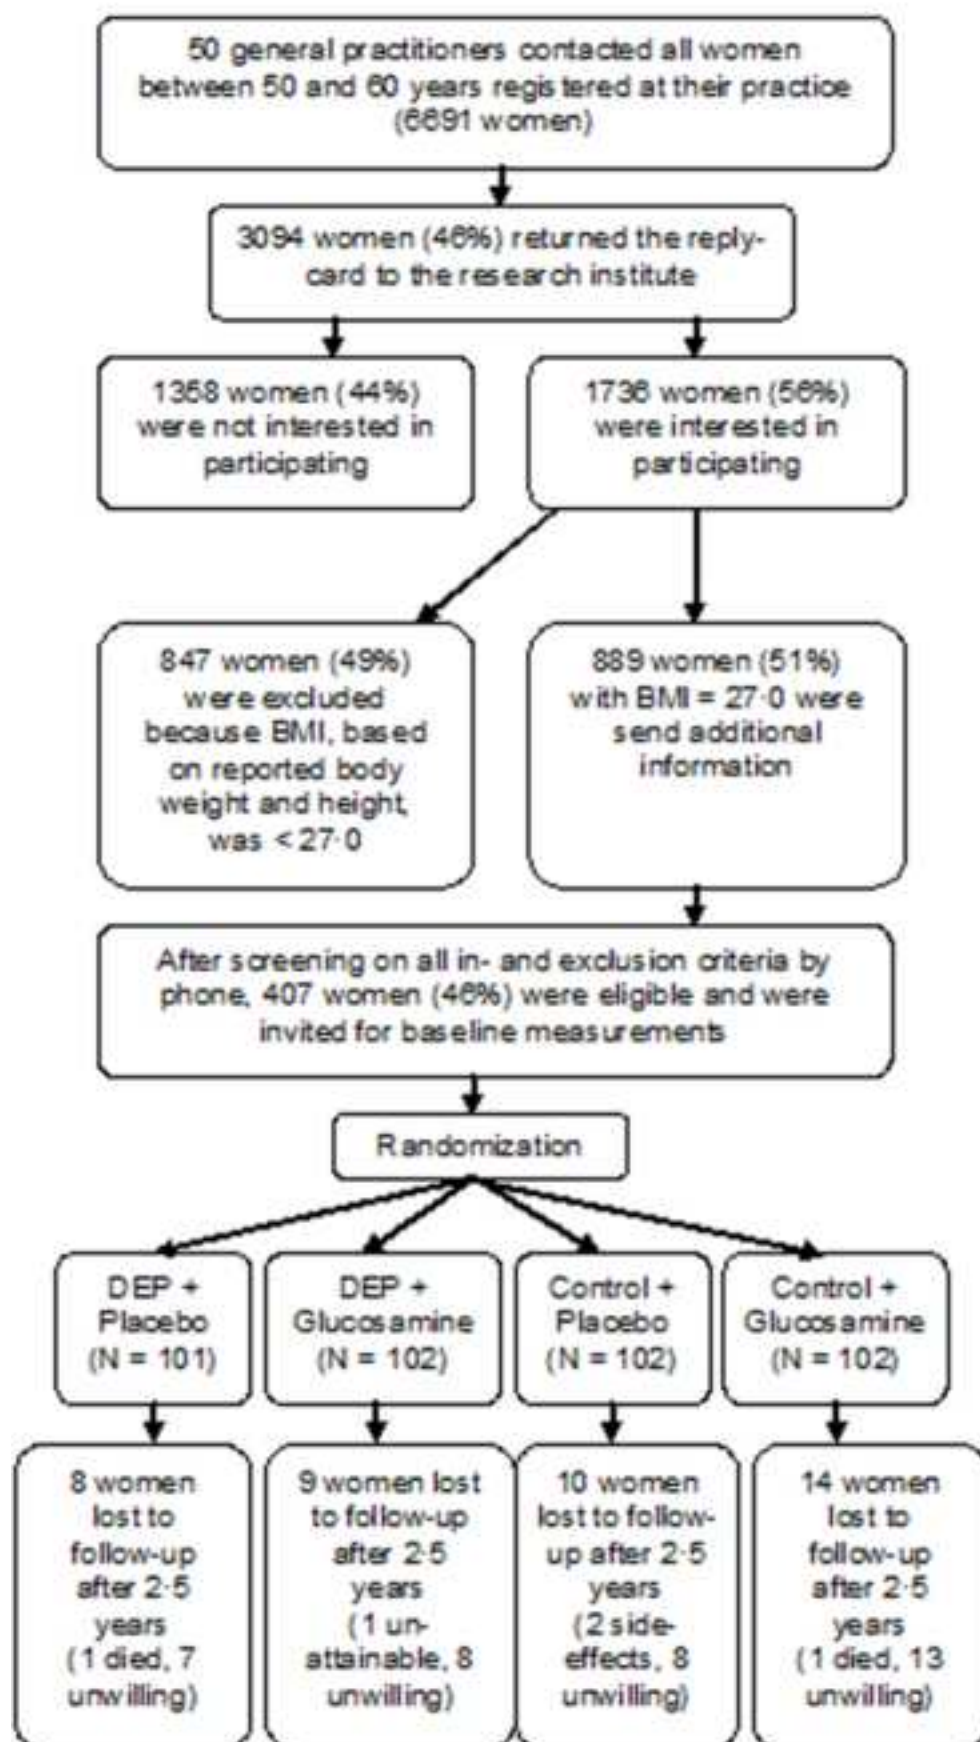 50 general practitioners contacted all women
between 50 and 60 years registered at their practice
(6691 women)
3094 women (46%) returned the reply-
card to the research institute
1358 women (44%)
were not interested in
participating
1736 women (56%)
were interested in
participating
847 women (49%)
were excluded
because BMI, based
on reported body
weight and height,
was < 27·0
889 women (51%)
with BMI = 27·0 were
send additional
information
After screening on all in- and exclusion criteria by
phone, 407 women (46%) were eligible and were
invited for baseline measurements
Randomization
DEP +
Placebo
(N = 101)
DEP +
Glucosamine
(N = 102)
Control +
Placebo
(N = 102)
Control +
Glucosamine
(N = 102)
8 women
lost to
follow-up
after 2·5
years
(1 died, 7
unwilling)
9 women lost
to follow-up
after 2·5
years
(1 un-
attainable, 8
unwilling)
10 women
lost to follow-
up after 2·5
years
(2 side-
effects, 8
unwilling)
14 women
lost to
follow-up
after 2·5
years
(1 died, 13
unwilling)